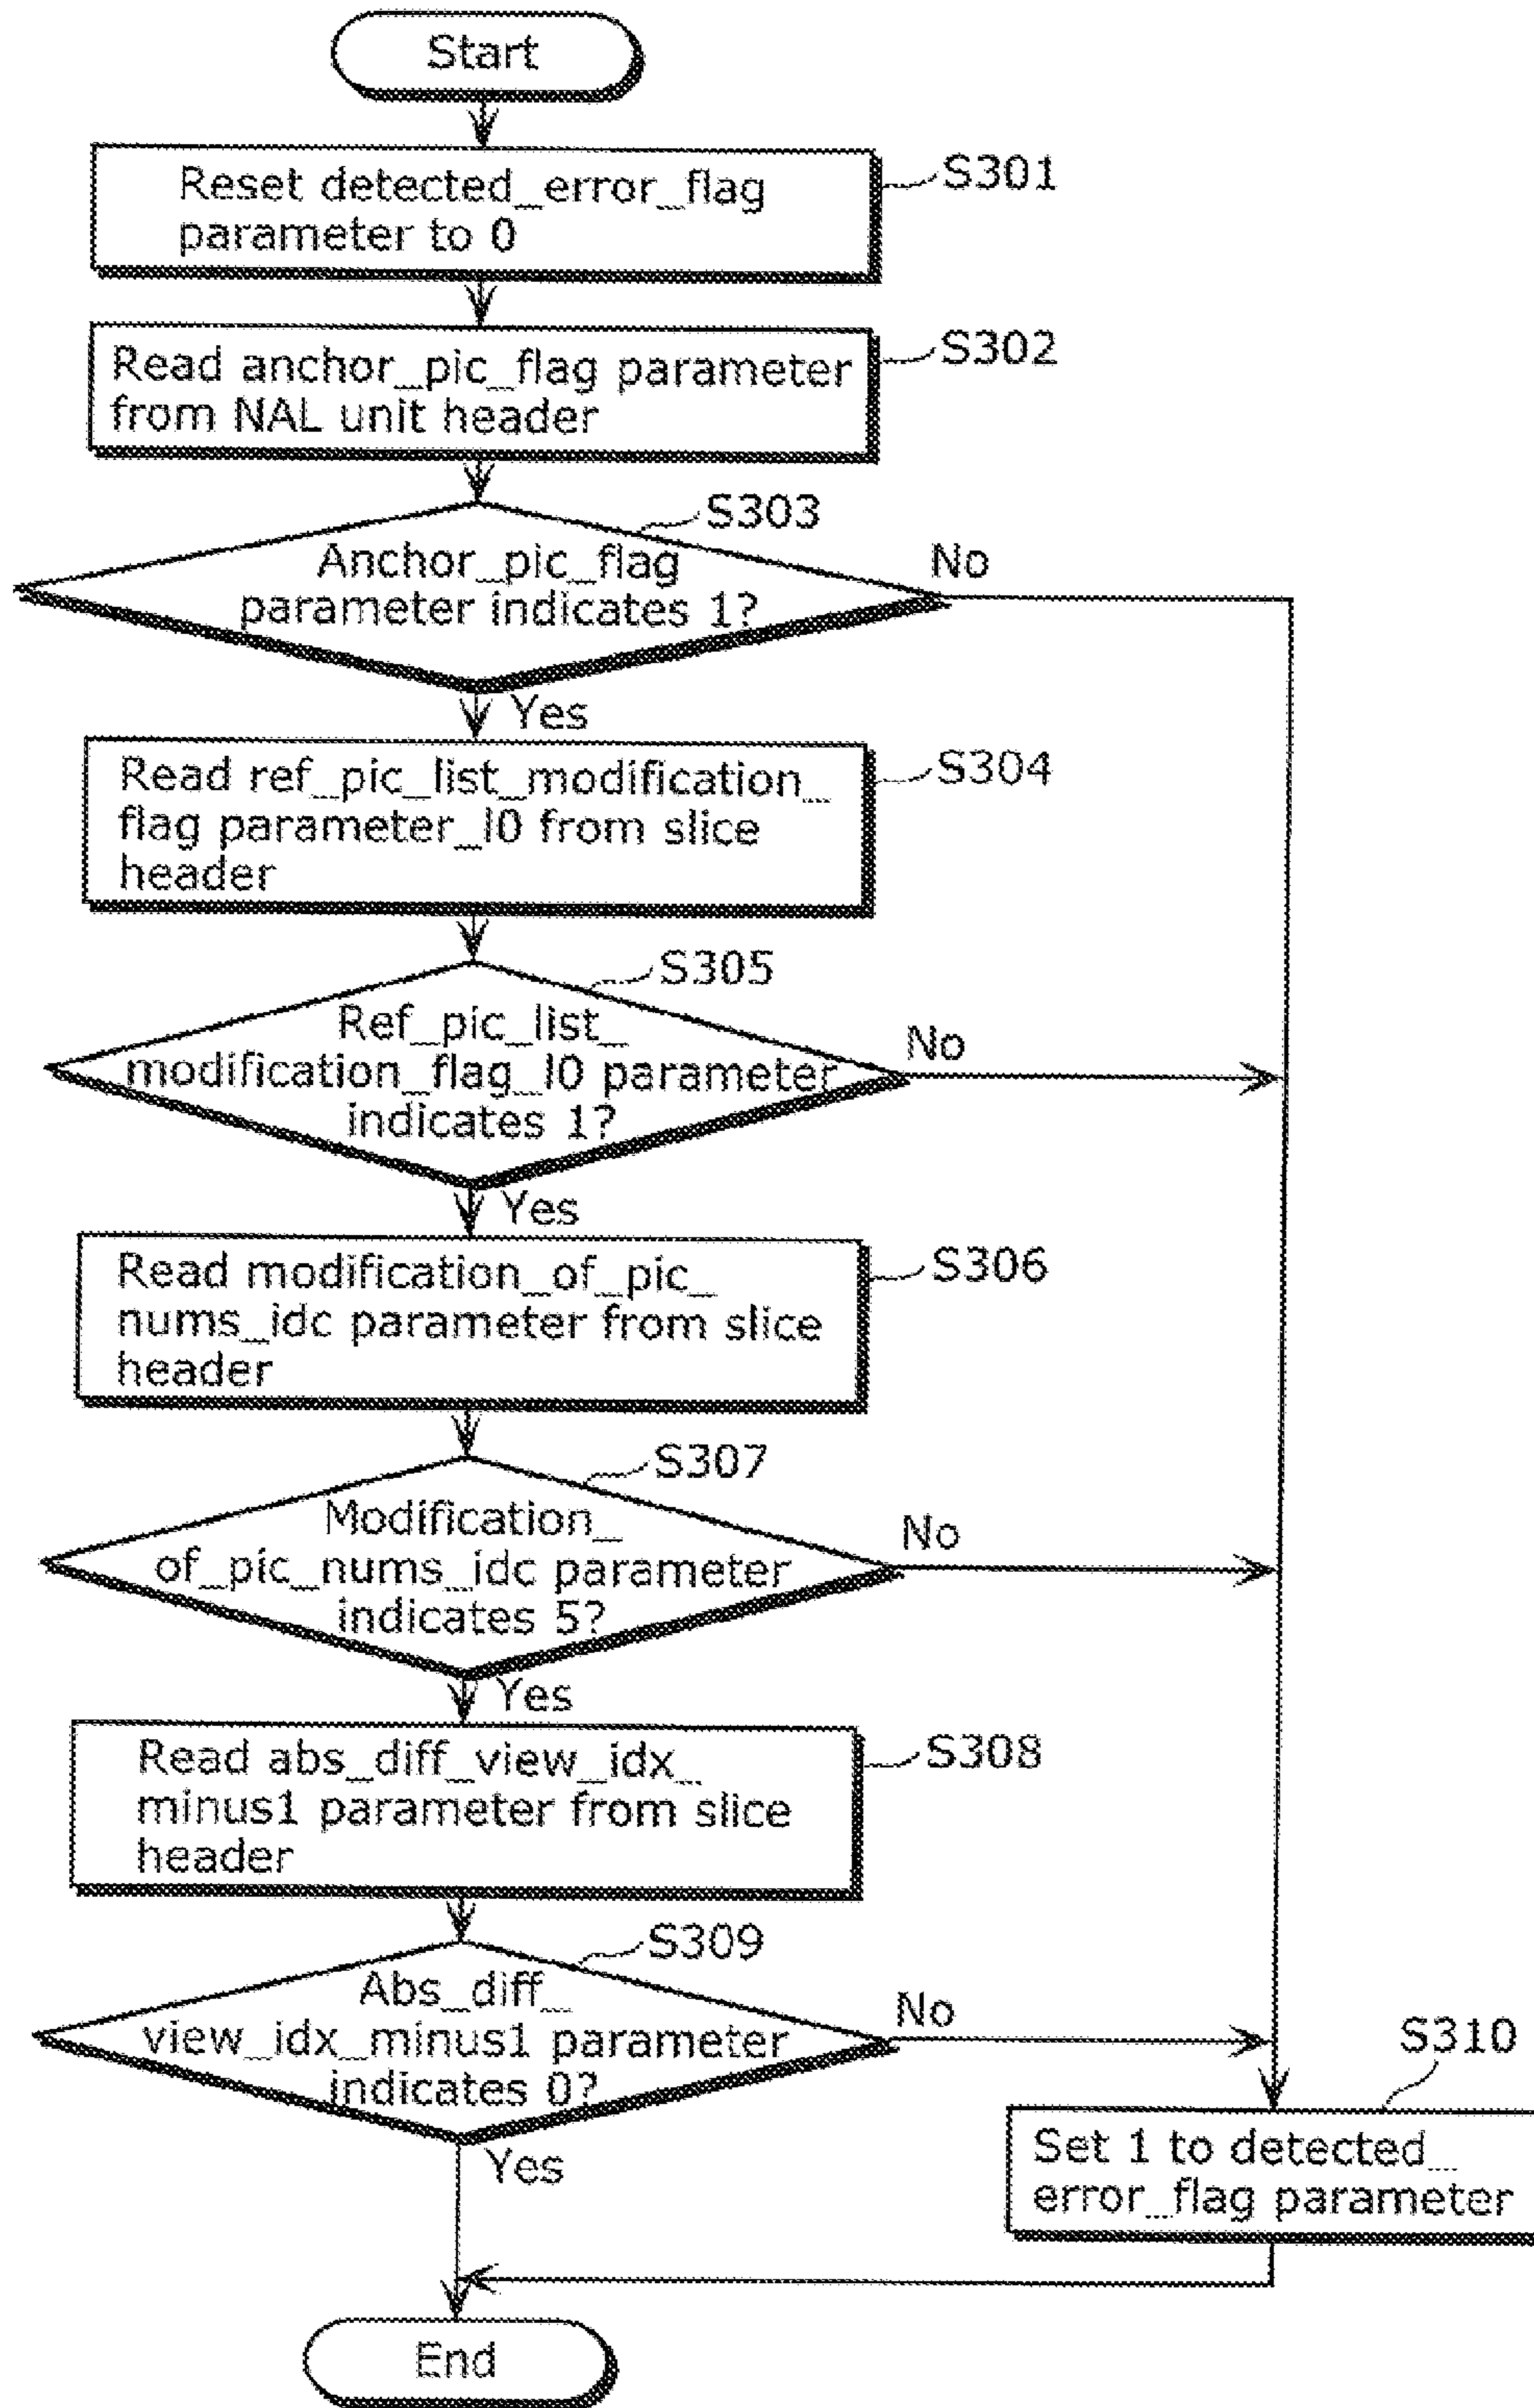 Start
Reset detected_error_flag
parameter to 0
S301
Read anchor_pic_flag parameter
from NAL unit header
S302
S303
Anchor_pic_flag
parameter indicates 1?
No
Yes
Read ref_pic_list_modification_
flag parameter_l0 from slice
header
S304
S305
Ref_pic_list_
modification_flag_l0 parameter
indicates 1?
No
Yes
Read modification_of_pic_
nums_idc parameter from slice
header
S306
S307
Modification_
of_pic_nums_idc parameter
indicates 5?
No
Yes
Read abs_diff_view_idx_
minus1 parameter from slice
header
S308
S309
Abs_diff_
view_idx_minus1 parameter
indicates 0?
No
Yes
S310
Set 1 to detected_
error_flag parameter
End